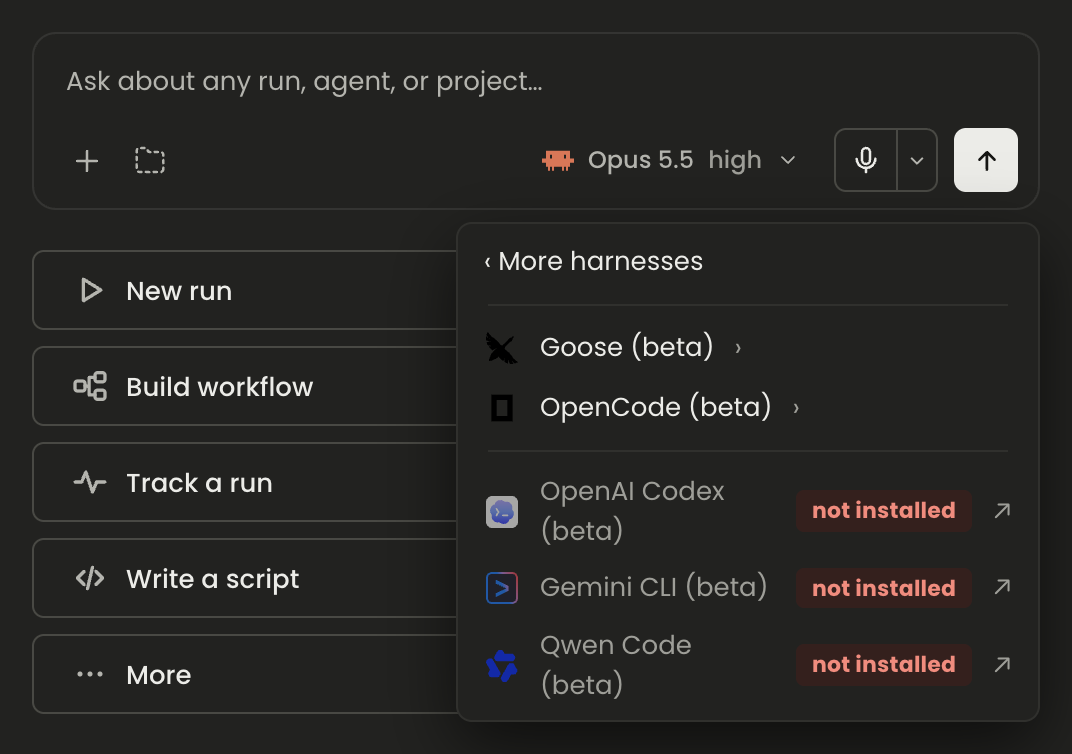 Ask about any run, agent, or project...
Opus 5.5 high
‹ More harnesses
New run
Goose (beta) ›
Build workflow
OpenCode (beta) ›
Track a run
OpenAI Codex
(beta)
not installed
Write a script
Gemini CLI (beta)
not installed
Qwen Code
(beta)
not installed
More